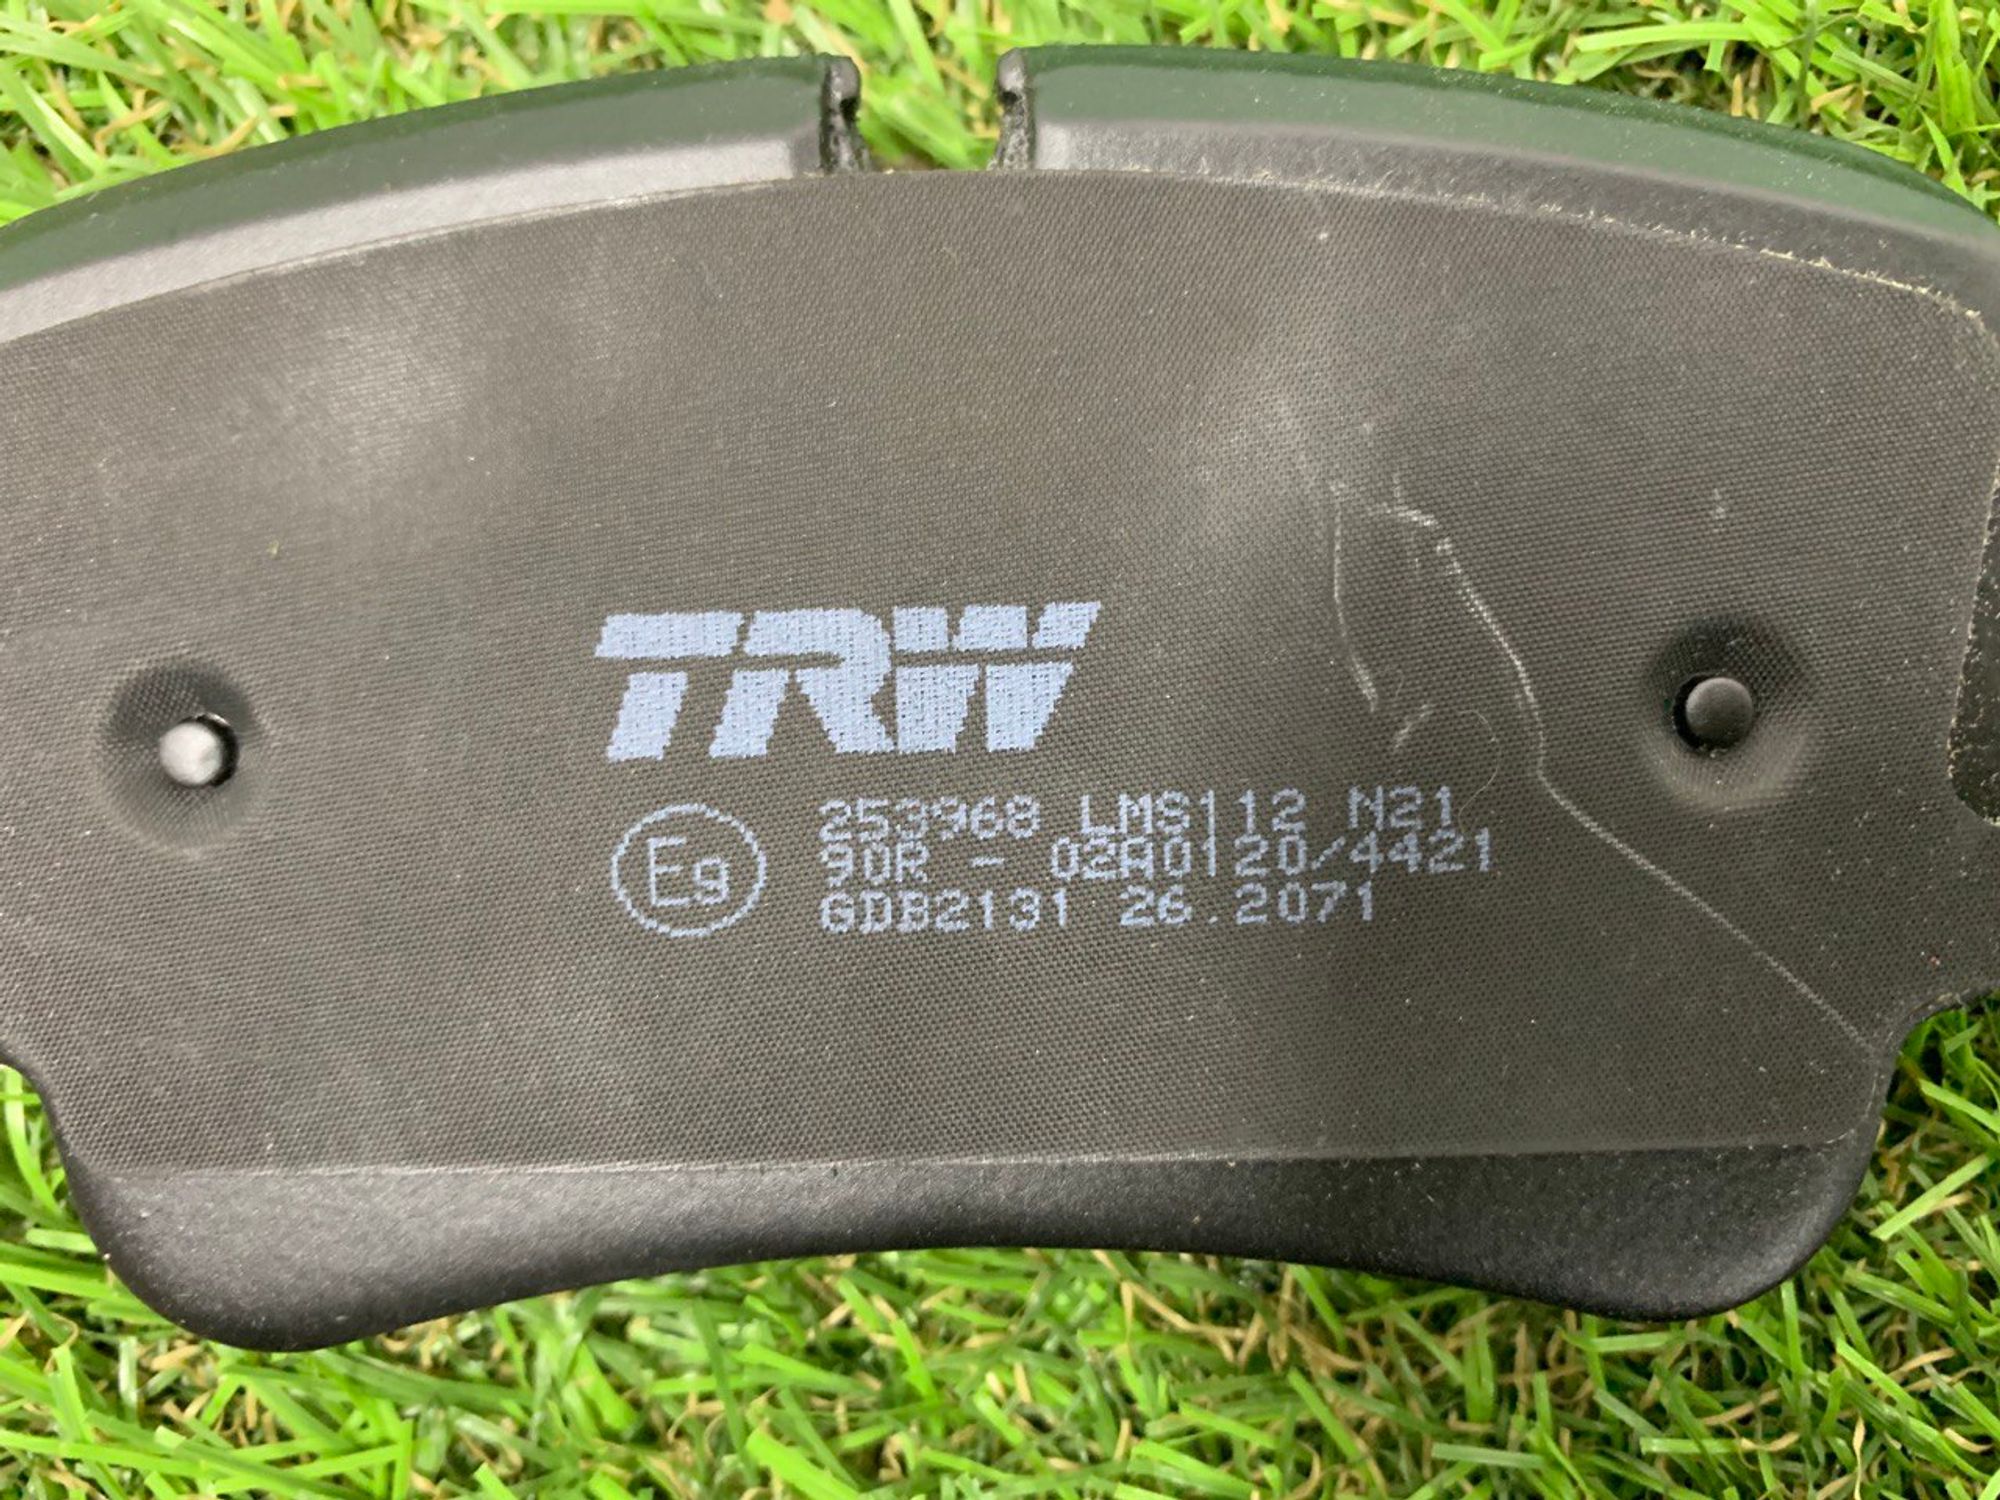 TRW
E9
253968 LMS112 N21
90R - 02A0120/4421
GDB2131 26.2071